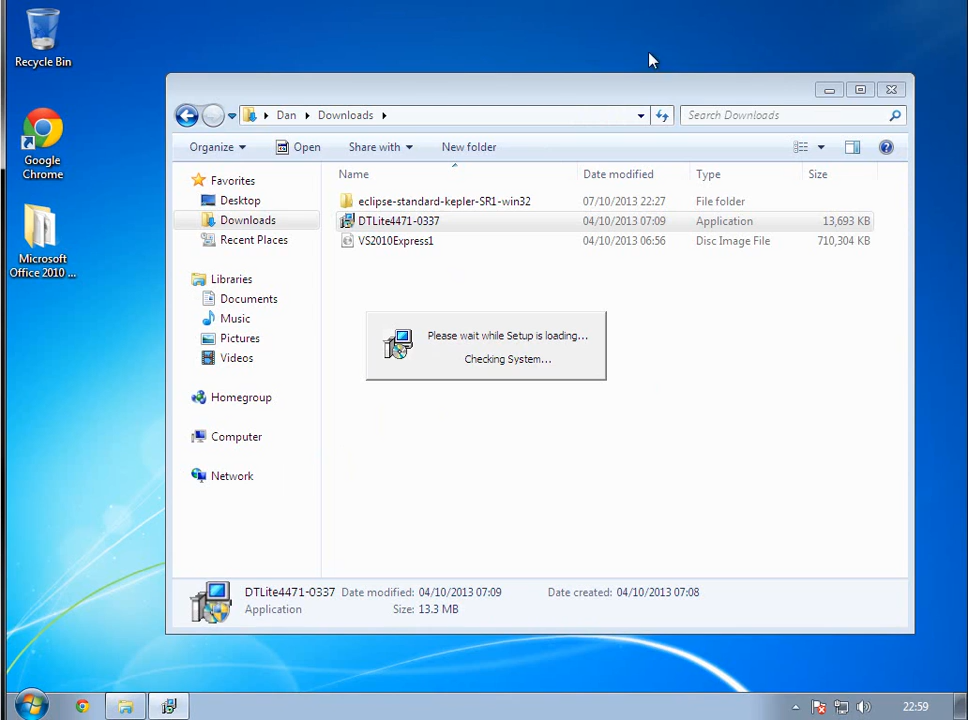 Recycle Bin
Google
Chrome
Microsoft
Office 2010 ...
Dan
Downloads
Search Downloads
Organize
Open
Share with
New folder
Name
Date modified
Type
Size
Favorites
Desktop
Downloads
Recent Places
Libraries
Documents
Music
Pictures
Videos
Homegroup
Computer
Network
eclipse-standard-kepler-SR1-win32 07/10/2013 22:27 File folder
DTLite4471-0337 04/10/2013 07:09 Application 13,693 KB
VS2010Express1 04/10/2013 06:56 Disc Image File 710,304 KB
Please wait while Setup is loading...
Checking System...
DTLite4471-0337 Date modified: 04/10/2013 07:09 Date created: 04/10/2013 07:08
Application Size: 13.3 MB
22:59